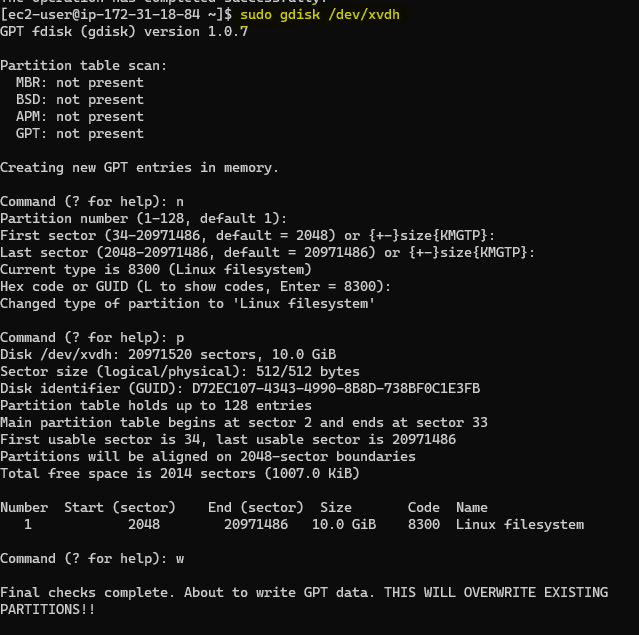 The operation has completed successfully.
[ec2-user@ip-172-31-18-84 ~]$ sudo gdisk /dev/xvdh
GPT fdisk (gdisk) version 1.0.7
Partition table scan:
  MBR: not present
  BSD: not present
  APM: not present
  GPT: not present
Creating new GPT entries in memory.
Command (? for help): n
Partition number (1-128, default 1):
First sector (34-20971486, default = 2048) or {+-}size{KMGTP}:
Last sector (2048-20971486, default = 20971486) or {+-}size{KMGTP}:
Current type is 8300 (Linux filesystem)
Hex code or GUID (L to show codes, Enter = 8300):
Changed type of partition to 'Linux filesystem'
Command (? for help): p
Disk /dev/xvdh: 20971520 sectors, 10.0 GiB
Sector size (logical/physical): 512/512 bytes
Disk identifier (GUID): D72EC107-4343-4990-8B8D-738BF0C1E3FB
Partition table holds up to 128 entries
Main partition table begins at sector 2 and ends at sector 33
First usable sector is 34, last usable sector is 20971486
Partitions will be aligned on 2048-sector boundaries
Total free space is 2014 sectors (1007.0 KiB)
Number  Start (sector)    End (sector)  Size       Code  Name
   1            2048        20971486   10.0 GiB    8300  Linux filesystem
Command (? for help): w
Final checks complete. About to write GPT data. THIS WILL OVERWRITE EXISTING
PARTITIONS!!